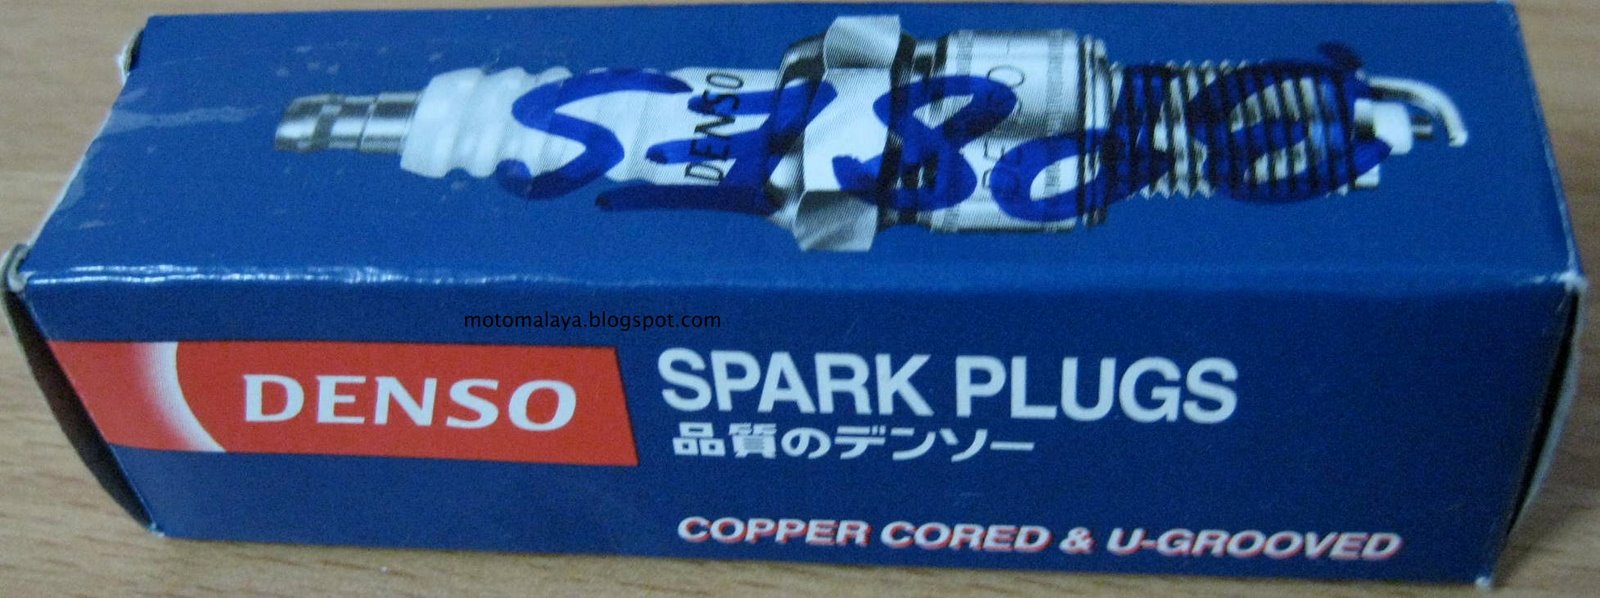 DENSO
motomalaya.blogspot.com
DENSO
SPARK PLUGS
品質のデンソー
COPPER CORED & U-GROOVED